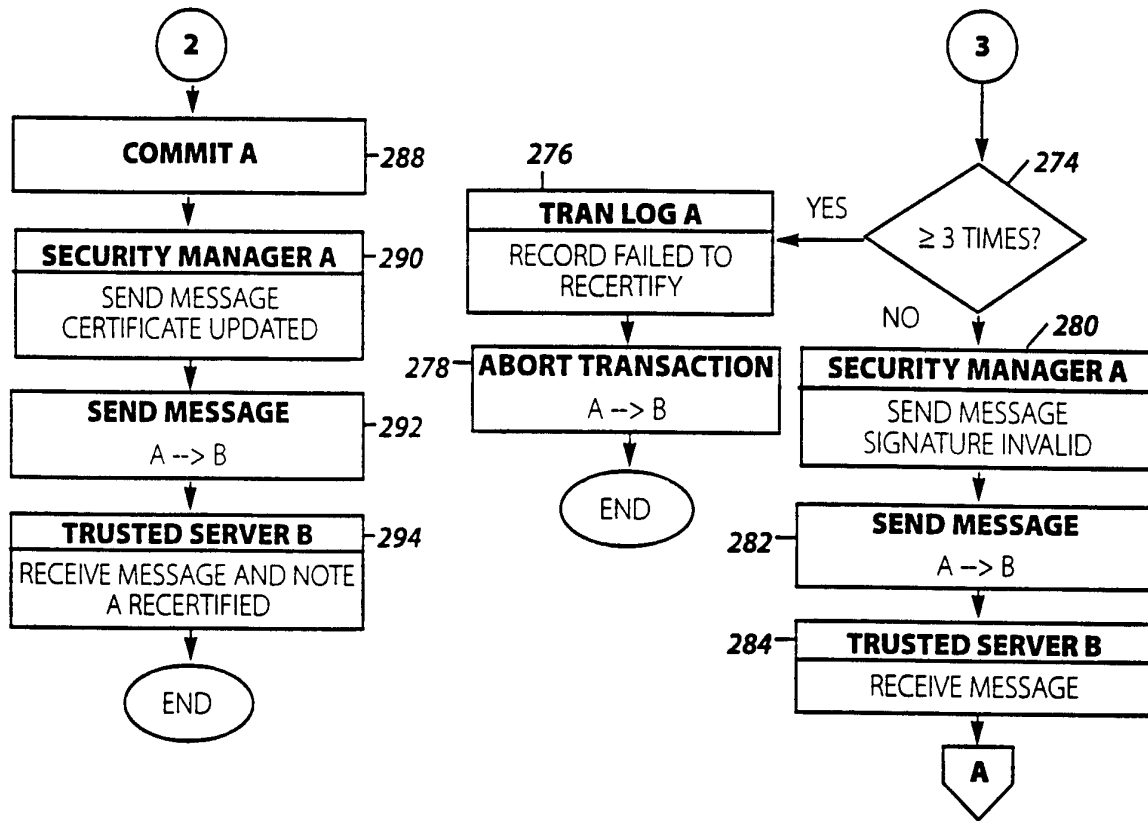 2
COMMIT A
288
SECURITY MANAGER A
290
SEND MESSAGE
CERTIFICATE UPDATED
SEND MESSAGE
A --> B
292
TRUSTED SERVER B
294
RECEIVE MESSAGE AND NOTE
A RECERTIFIED
END
3
274
≥ 3 TIMES?
YES
NO
276
TRAN LOG A
RECORD FAILED TO
RECERTIFY
278
ABORT TRANSACTION
A --> B
END
280
SECURITY MANAGER A
SEND MESSAGE
SIGNATURE INVALID
SEND MESSAGE
282
A --> B
284
TRUSTED SERVER B
RECEIVE MESSAGE
A